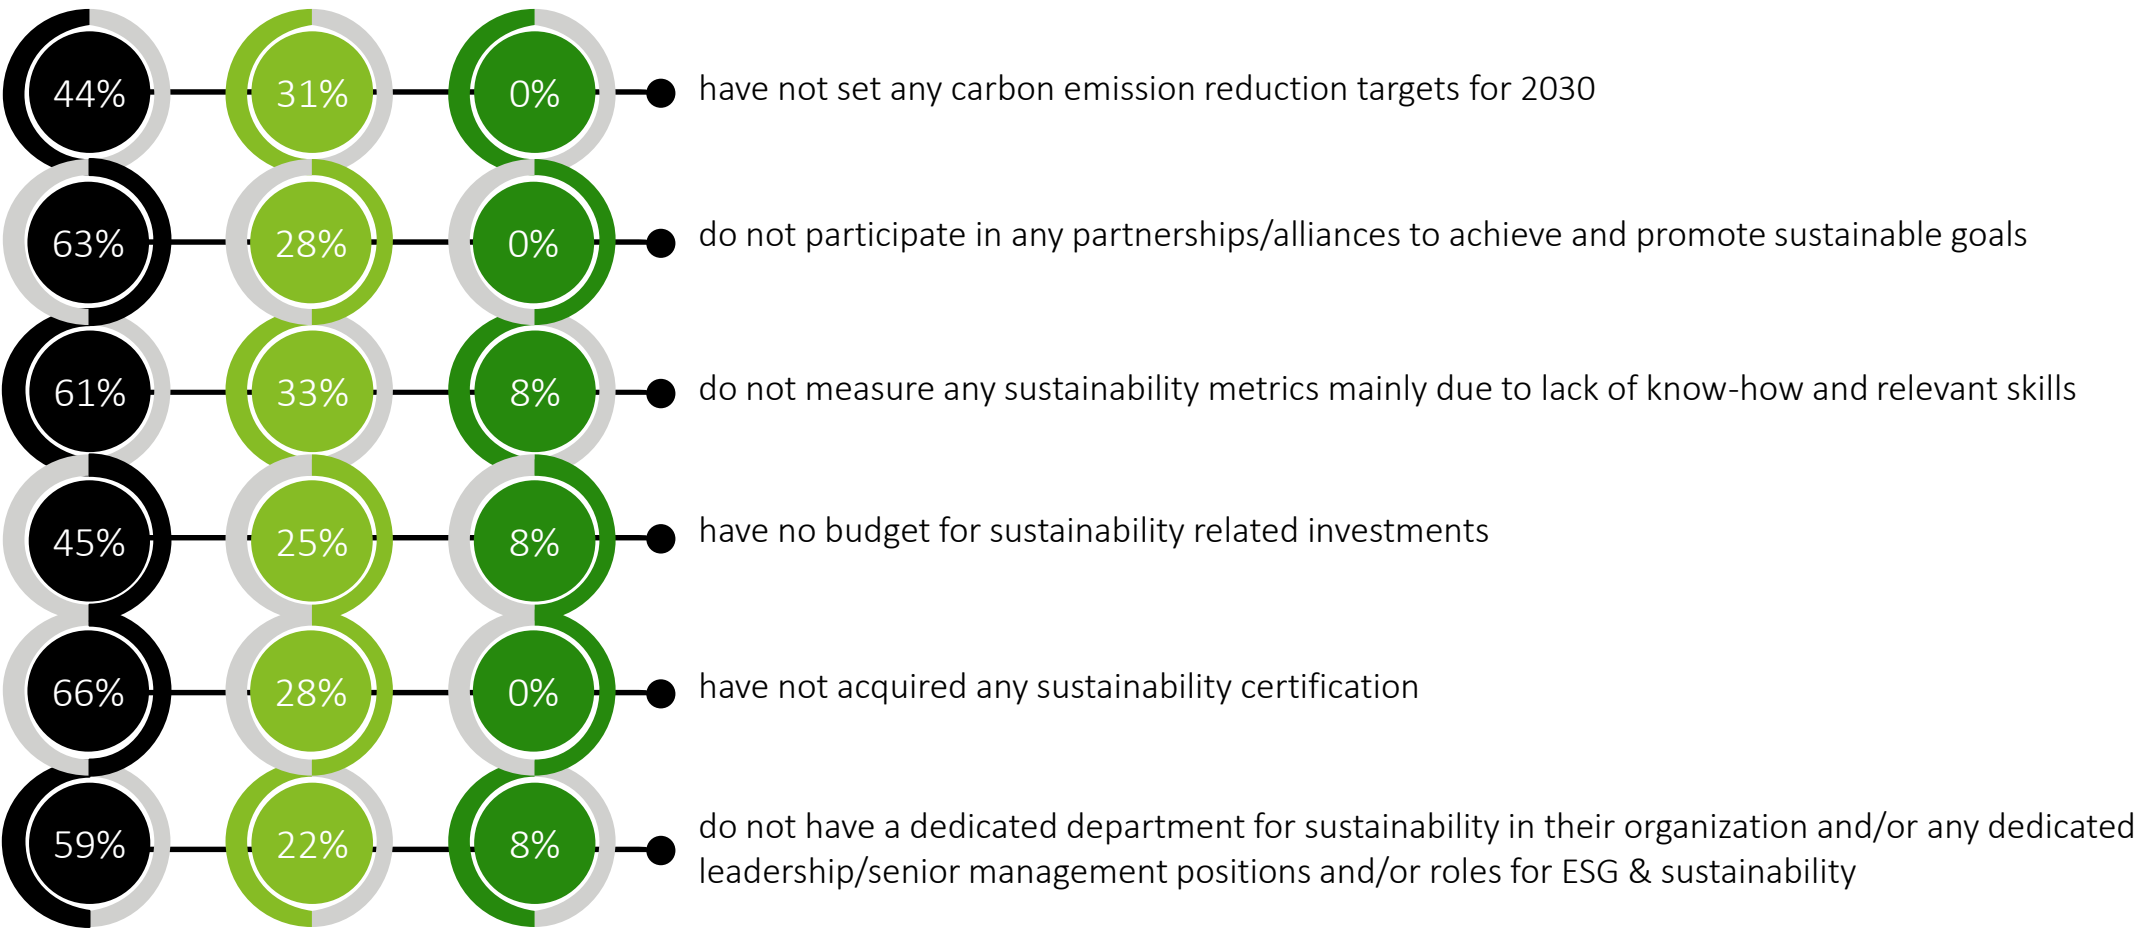 44% 31% 0% have not set any carbon emission reduction targets for 2030
63% 28% 0% do not participate in any partnerships/alliances to achieve and promote sustainable goals
61% 33% 8% do not measure any sustainability metrics mainly due to lack of know-how and relevant skills
45% 25% 8% have no budget for sustainability related investments
66% 28% 0% have not acquired any sustainability certification
59% 22% 8% do not have a dedicated department for sustainability in their organization and/or any dedicated
leadership/senior management positions and/or roles for ESG & sustainability